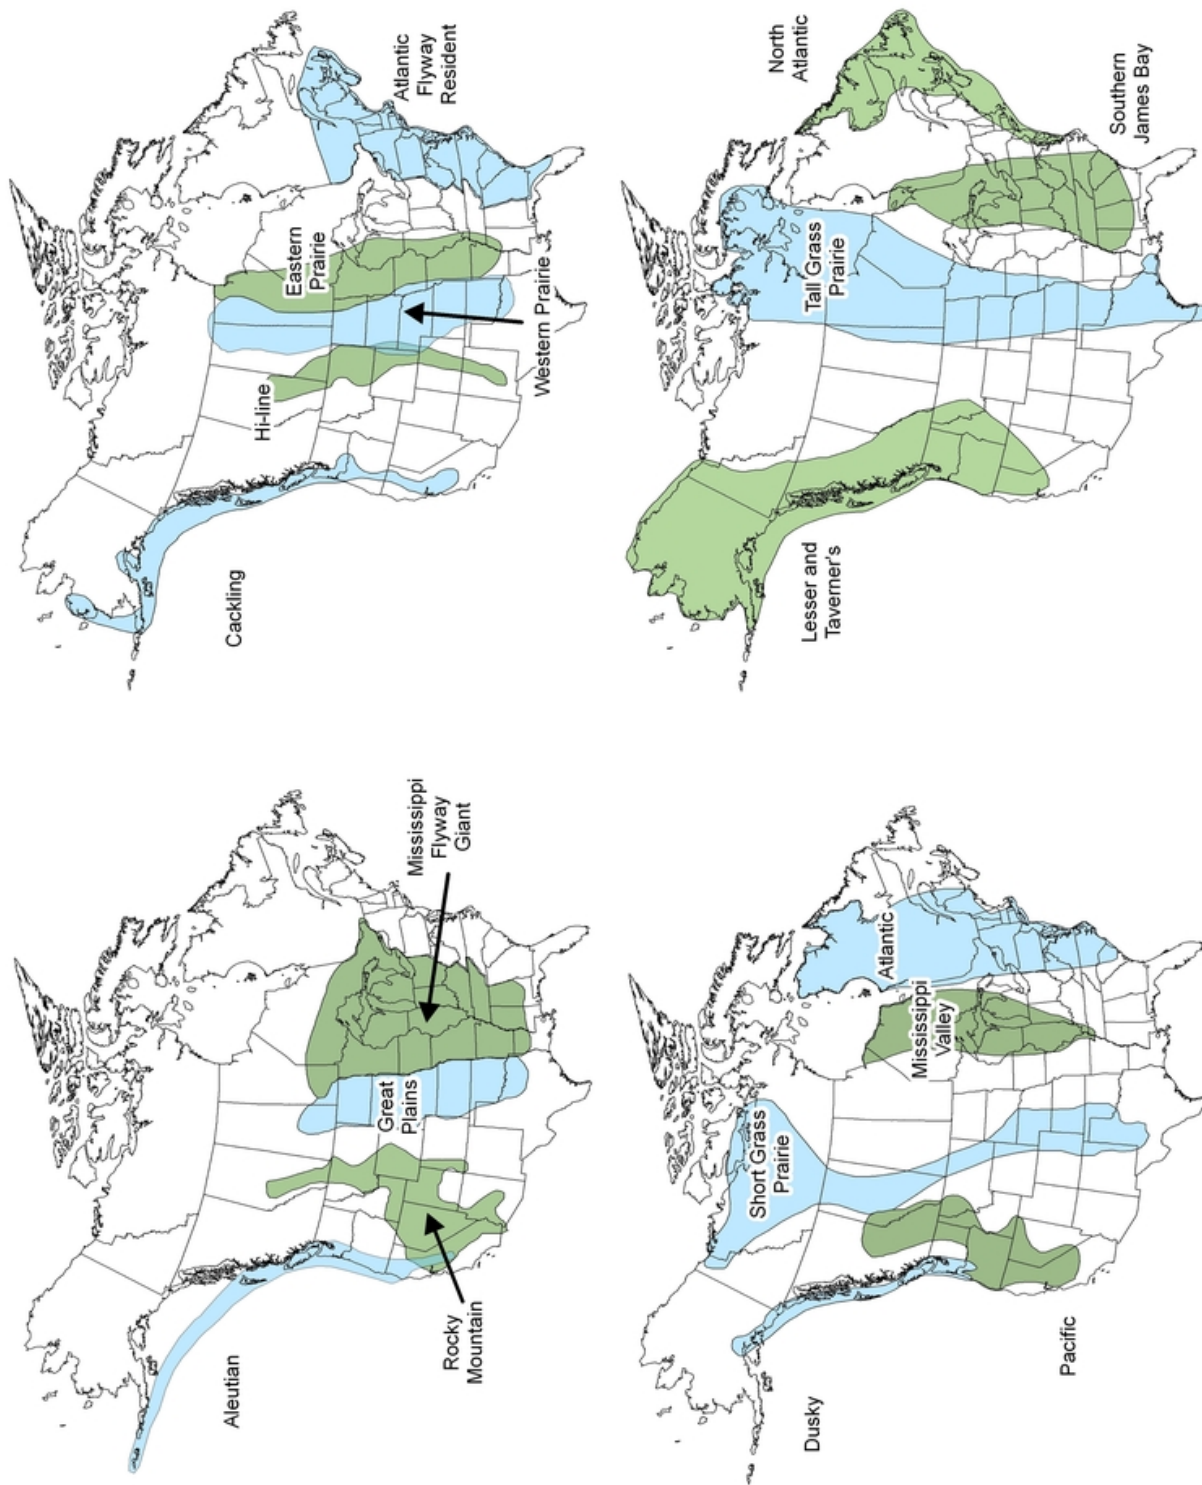 Aleutian
Rocky
Mountain
Great
Plains
Mississippi
Flyway
Giant
Cackling
Hi-line
Eastern
Prairie
Western Prairie
Atlantic
Flyway
Resident
Dusky
Pacific
Short Grass
Prairie
Mississippi
Valley
Atlantic
Lesser and
Taverner's
Tall Grass
Prairie
North
Atlantic
Southern
James Bay